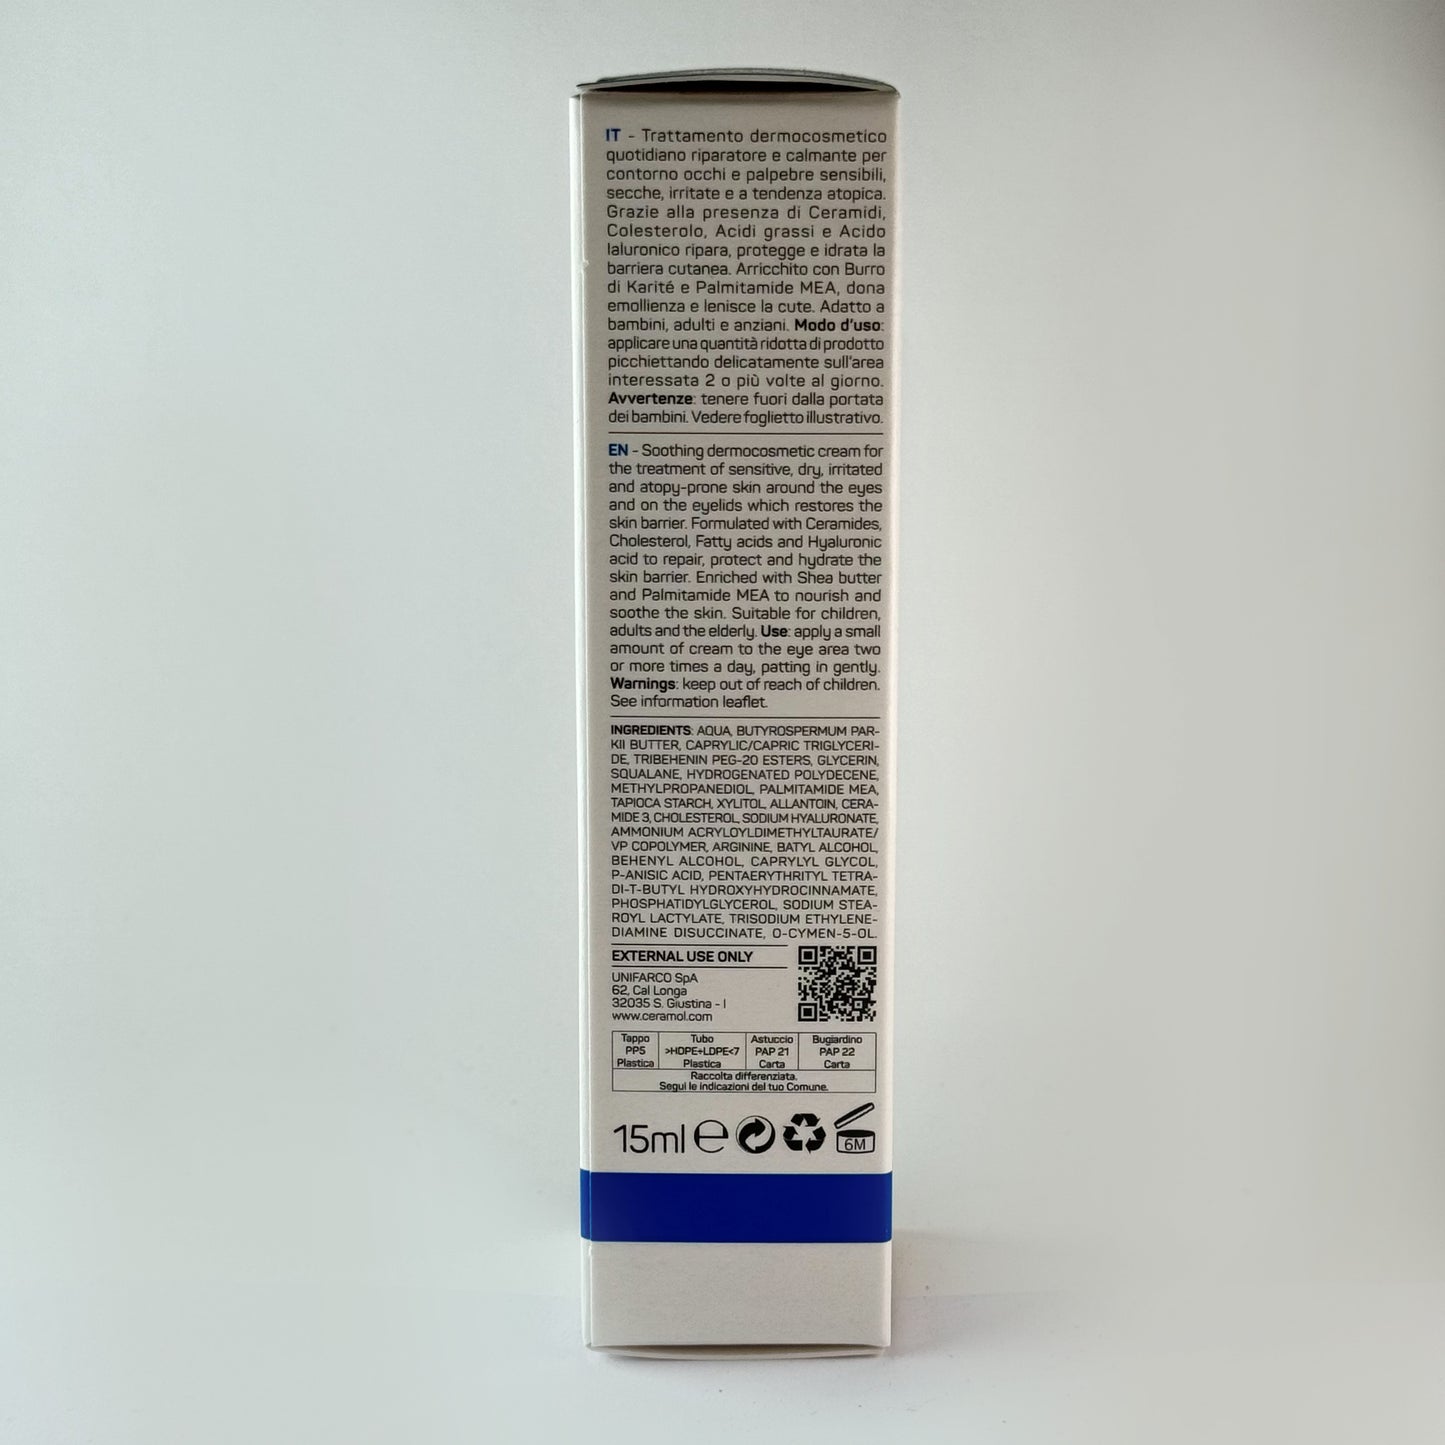 IT - Trattamento dermocosmetico
quotidiano riparatore e calmante per
contorno occhi e palpebre sensibili,
secche, irritate e a tendenza atopica.
Grazie alla presenza di Ceramidi,
Colesterolo, Acidi grassi e Acido
Ialuronico ripara, protegge e idrata la
barriera cutanea. Arricchito con Burro
di Karité e Palmitamide MEA, dona
emollienza e lenisce la cute. Adatto a
bambini, adulti e anziani. Modo d'uso:
applicare una quantità ridotta di prodotto
picchiettando delicatamente sull'area
interessata 2 o più volte al giorno.
Avvertenze: tenere fuori dalla portata
dei bambini. Vedere foglietto illustrativo.
EN - Soothing dermocosmetic cream for
the treatment of sensitive, dry, irritated
and atopy-prone skin around the eyes
and on the eyelids which restores the
skin barrier. Formulated with Ceramides,
Cholesterol, Fatty acids and Hyaluronic
acid to repair, protect and hydrate the
skin barrier. Enriched with Shea butter
and Palmitamide MEA to nourish and
soothe the skin. Suitable for children,
adults and the elderly. Use: apply a small
amount of cream to the eye area two
or more times a day, patting in gently.
Warnings: keep out of reach of children.
See information leaflet.
INGREDIENTS: AQUA, BUTYROSPERMUM PAR-
KII BUTTER, CAPRYLIC/CAPRIC TRIGLYCERI-
DE, TRIBEHENIN PEG-20 ESTERS, GLYCERIN,
SQUALANE, HYDROGENATED POLYDECENE,
METHYLPROPANEDIOL, PALMITAMIDE MEA,
TAPIOCA STARCH, XYLITOL, ALLANTOIN, CERA-
MIDE 3, CHOLESTEROL, SODIUM HYALURONATE,
AMMONIUM ACRYLOYLDIMETHYLTAURATE/
VP COPOLYMER, ARGININE, BATYL ALCOHOL,
BEHENYL ALCOHOL, CAPRYLYL GLYCOL,
P-ANISIC ACID, PENTAERYTHRITYL TETRA-
DI-T-BUTYL HYDROXYHYDROCINNAMATE,
PHOSPHATIDYLGLYCEROL, SODIUM STEA-
ROYL LACTYLATE, TRISODIUM ETHYLENE-
DIAMINE DISUCCINATE, O-CYMEN-5-OL.
EXTERNAL USE ONLY
UNIFARCO SpA
62, Cal Longa
32035 S. Giustina - I
www.ceramol.com
Tappo Tubo Astuccio Bugiardino
PP5 >HDPE+LDPE<7 PAP 21 PAP 22
Plastica Plastica Carta Carta
Raccolta differenziata.
Segui le indicazioni del tuo Comune.
15ml ℮ 6M